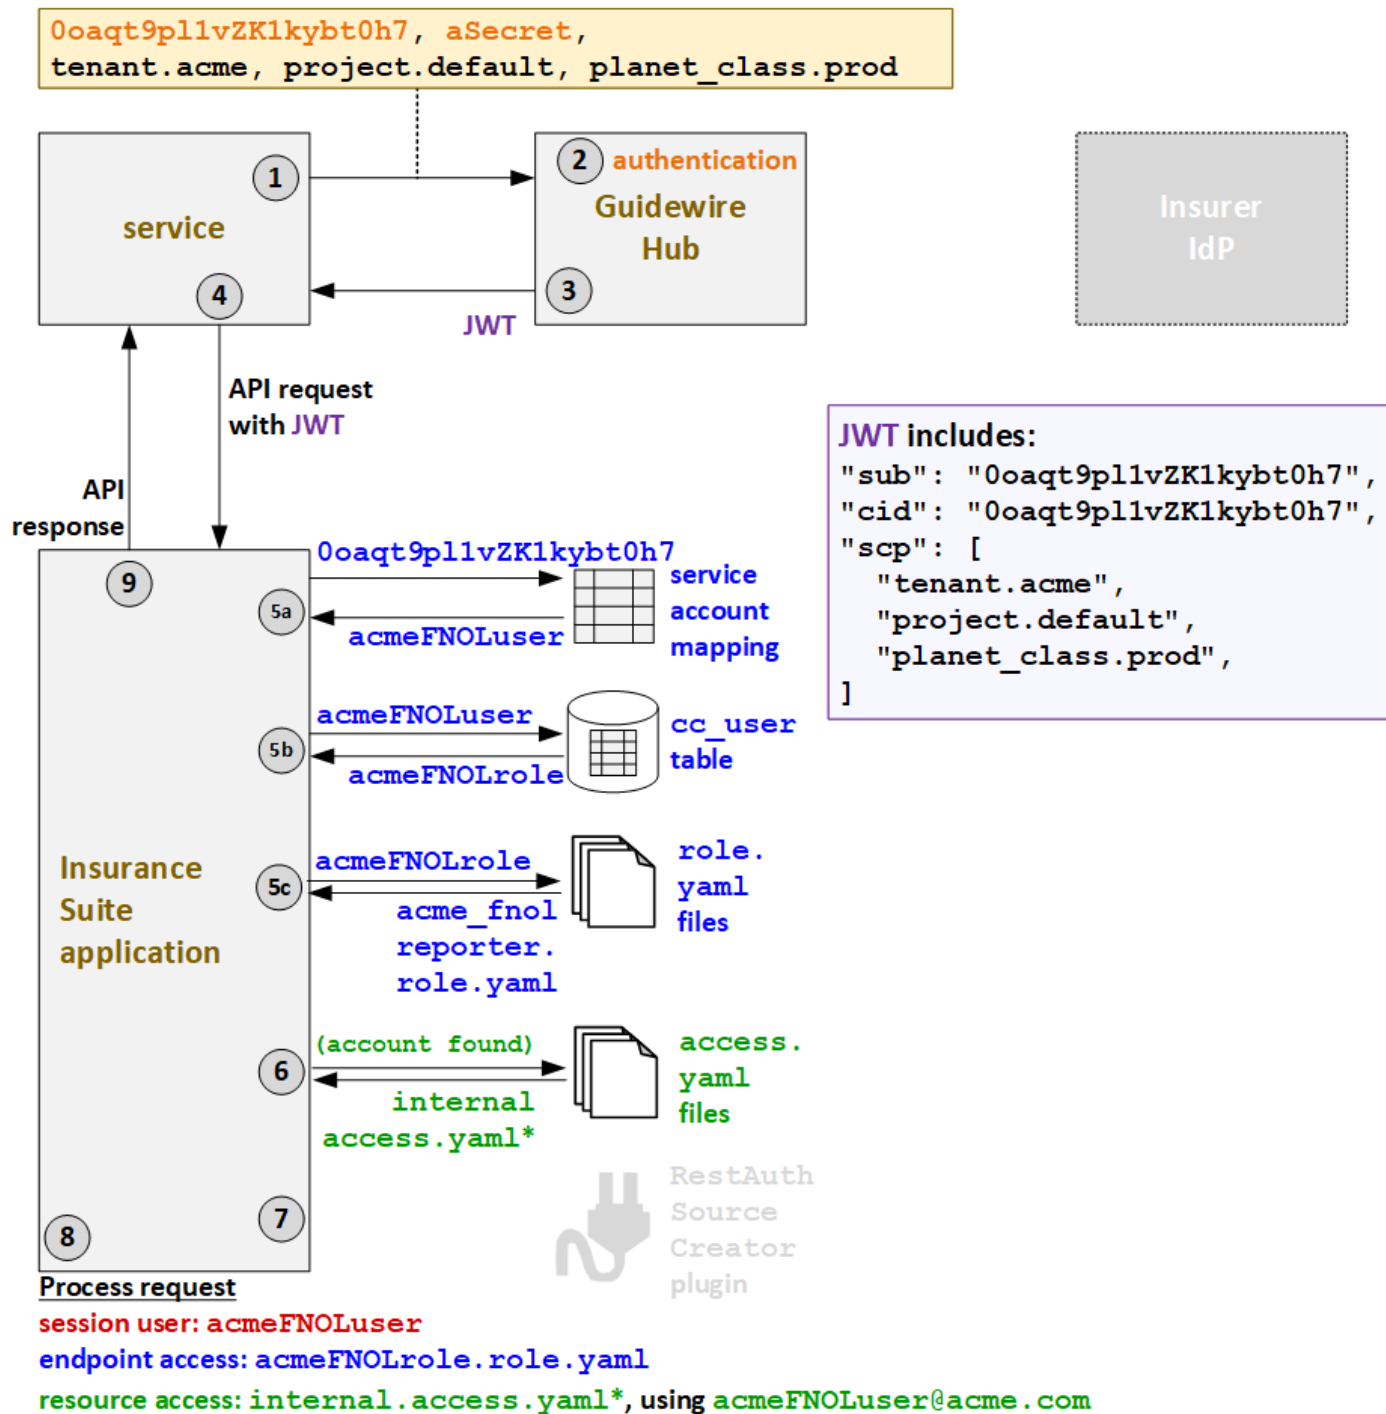 0oaqt9pl1vZK1kybt0h7, aSecret,
tenant.acme, project.default, planet_class.prod
1
2 authentication
service
Guidewire
Hub
Insurer
IdP
4
3
JWT
API request
with JWT
JWT includes:
"sub": "0oaqt9pl1vZK1kybt0h7",
"cid": "0oaqt9pl1vZK1kybt0h7",
"scp": [
"tenant.acme",
"project.default",
"planet_class.prod",
]
API
response
9
0oaqt9pl1vZK1kybt0h7
5a
acmeFNOLuser
service
account
mapping
acmeFNOLuser
5b
acmeFNOLrole
cc_user
table
Insurance
Suite
application
acmeFNOLrole
5c
acme_fnol
reporter.
role.yaml
role.
yaml
files
(account found)
6
internal
access.yaml*
access.
yaml
files
RestAuth
Source
Creator
plugin
7
8
Process request
session user: acmeFNOLuser
endpoint access: acmeFNOLrole.role.yaml
resource access: internal.access.yaml*, using acmeFNOLuser@acme.com